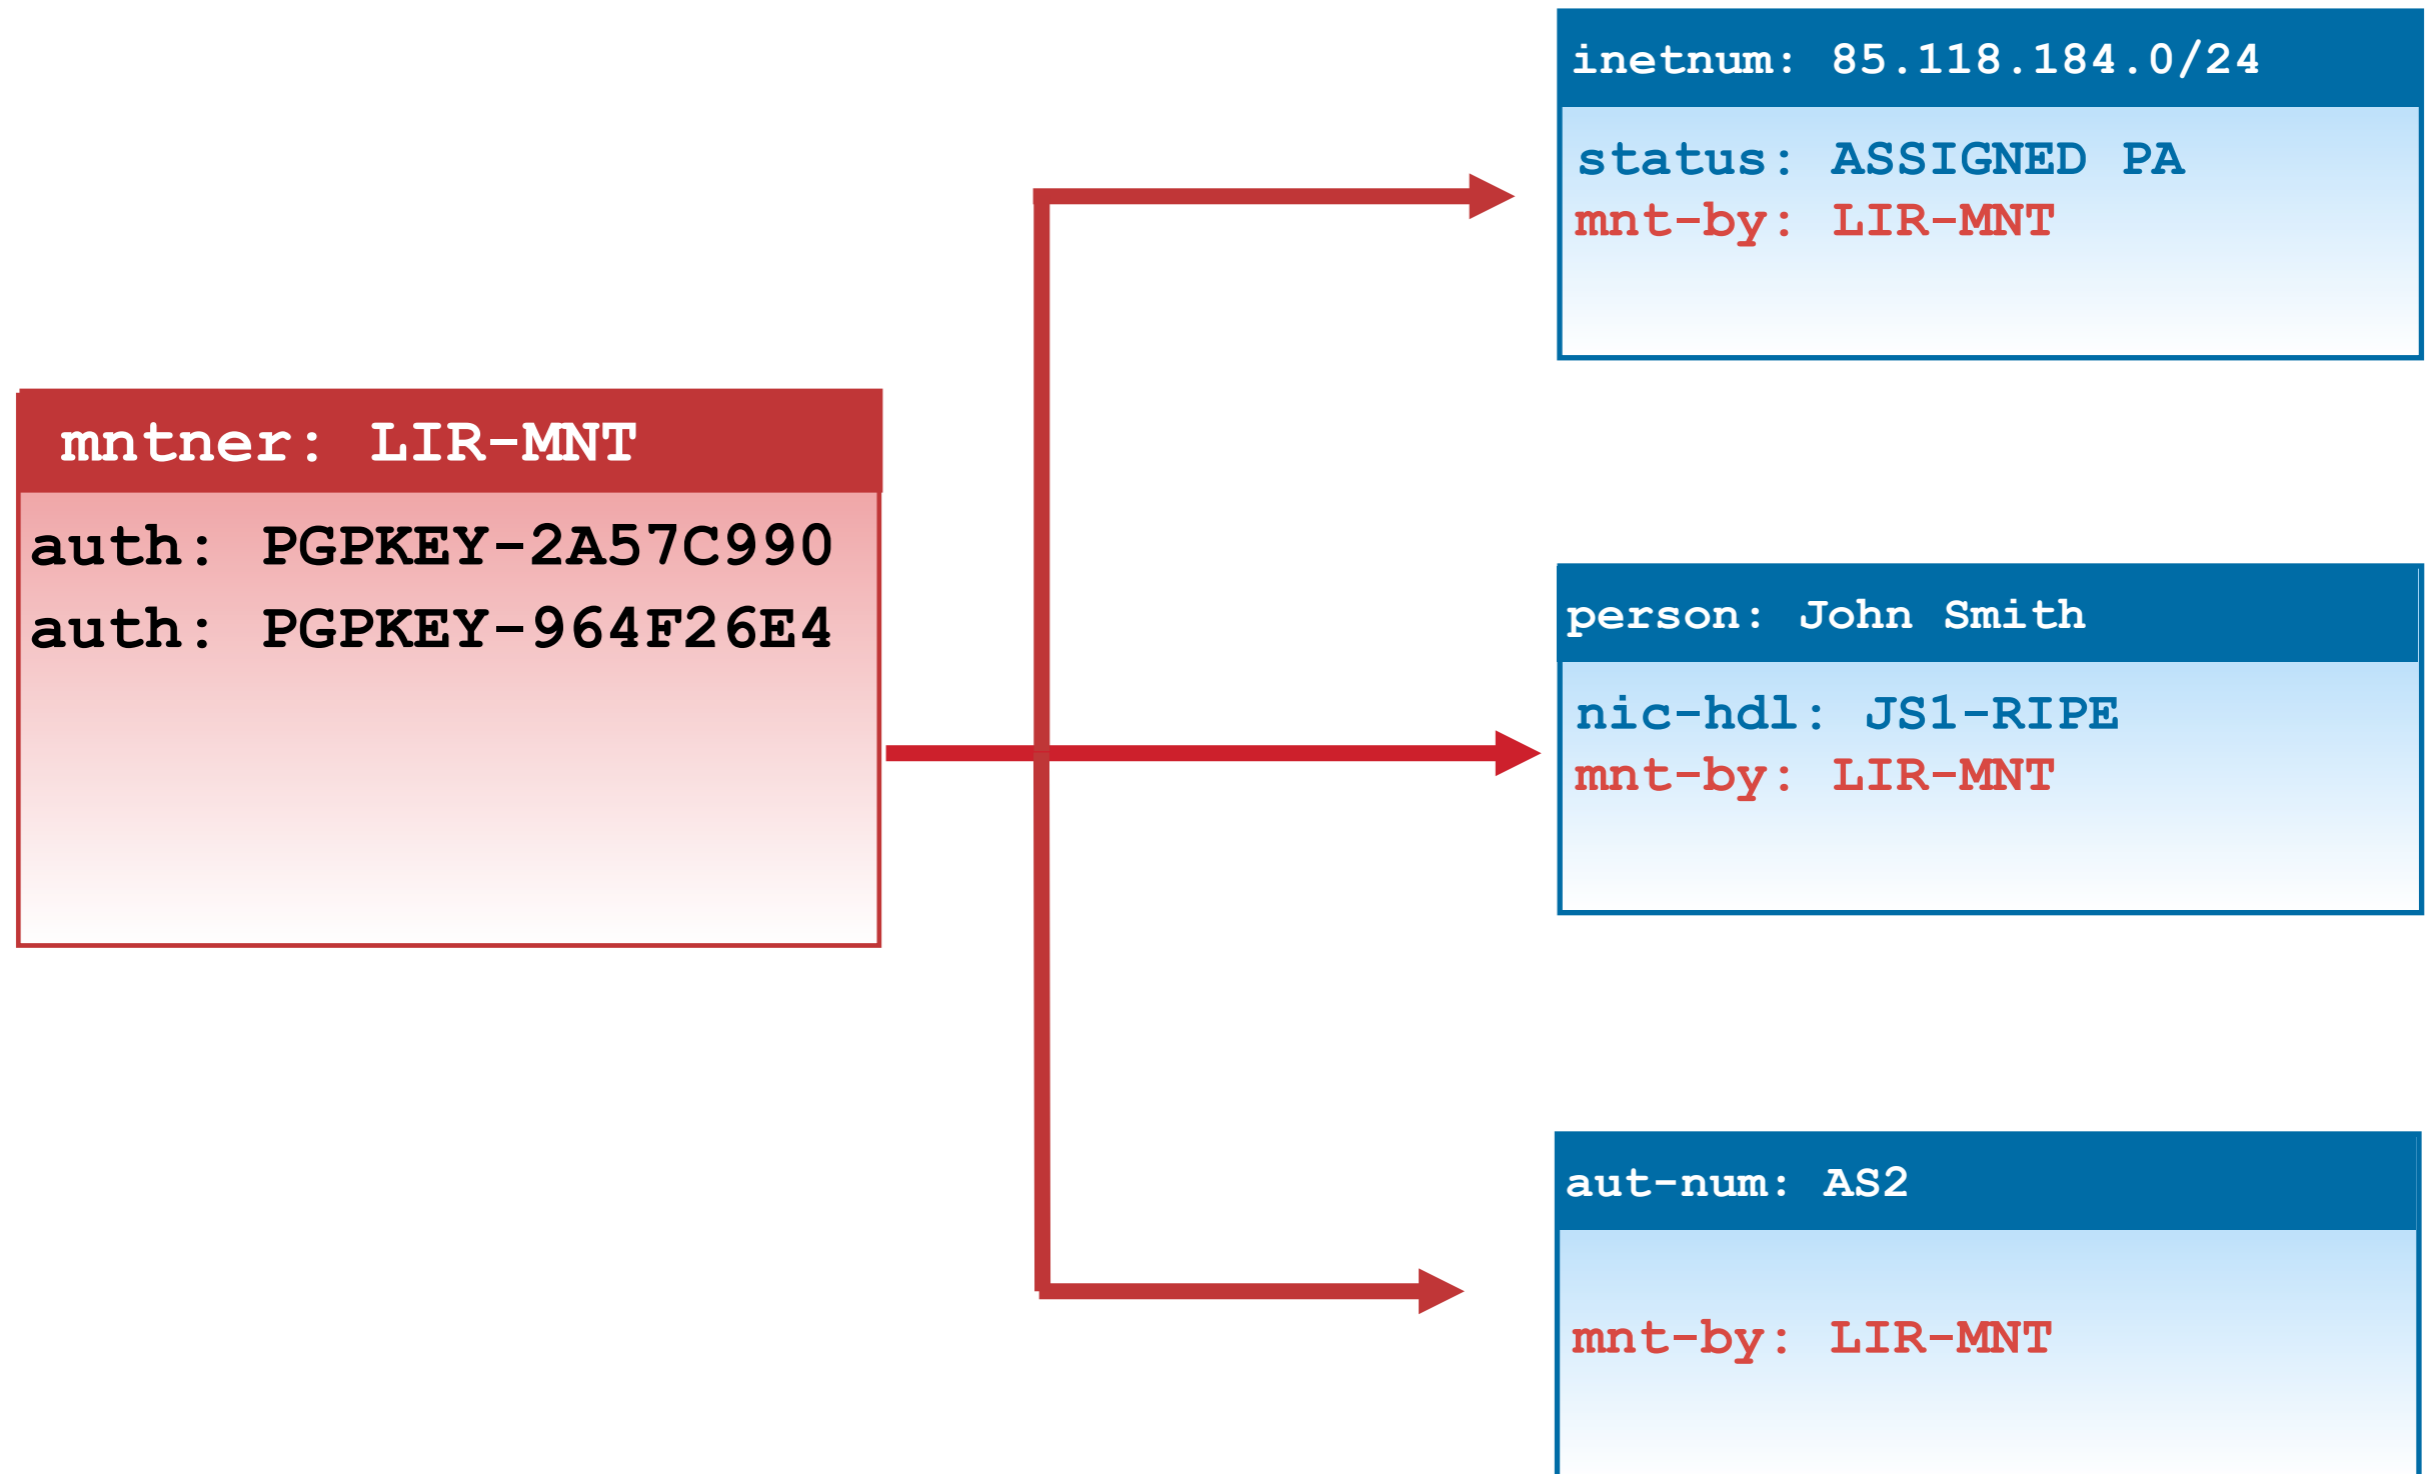 inetnum: 85.118.184.0/24
status: ASSIGNED PA
mnt-by: LIR-MNT
mntner: LIR-MNT
auth: PGPKEY-2A57C990
auth: PGPKEY-964F26E4
person: John Smith
nic-hdl: JS1-RIPE
mnt-by: LIR-MNT
aut-num: AS2
mnt-by: LIR-MNT